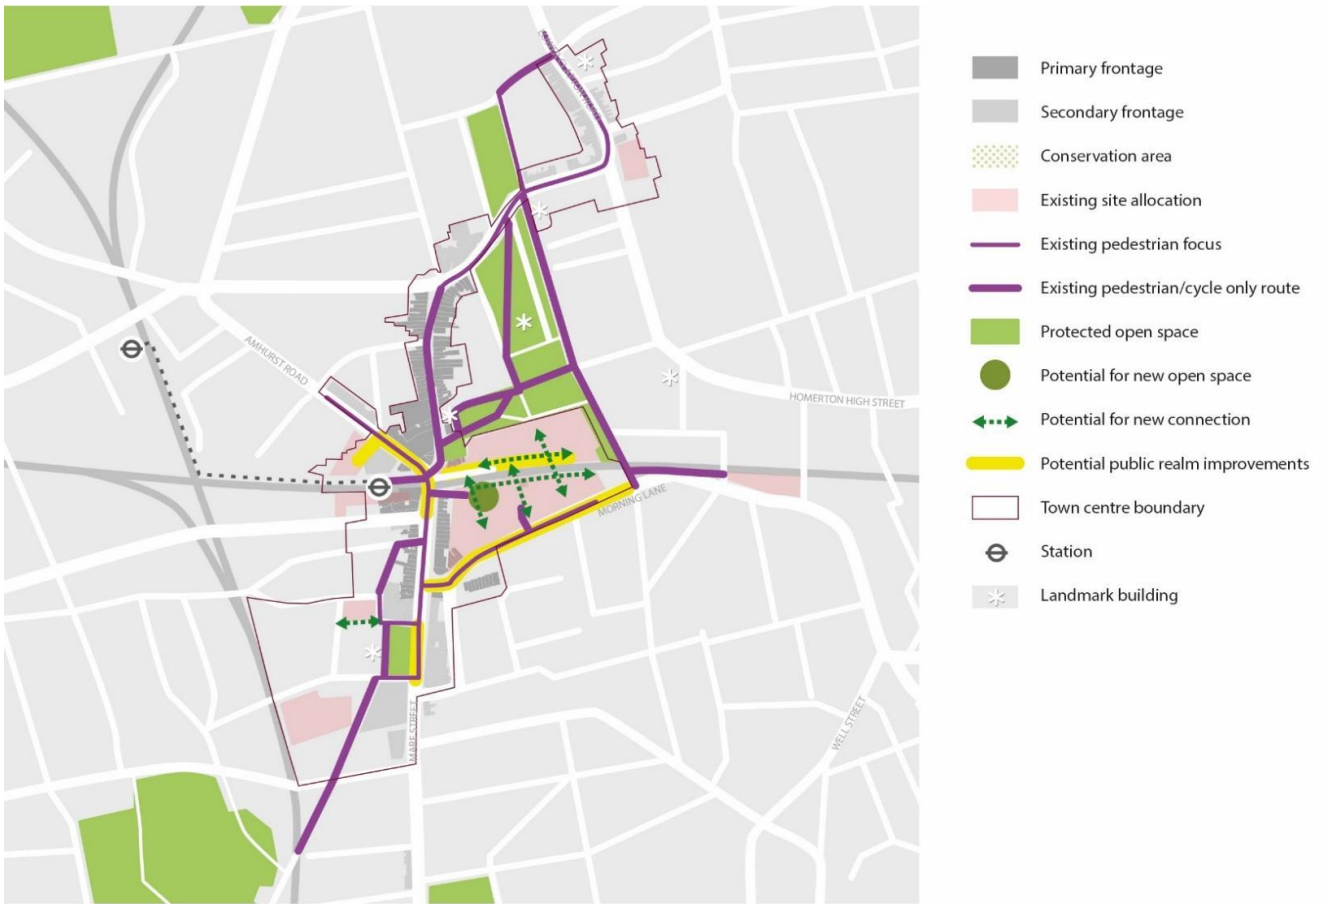 AMHURST ROAD
HOMERTON HIGH STREET
MORNING LANE
MARE STREET
WELL STREET
Primary frontage
Secondary frontage
Conservation area
Existing site allocation
Existing pedestrian focus
Existing pedestrian/cycle only route
Protected open space
Potential for new open space
Potential for new connection
Potential public realm improvements
Town centre boundary
Station
Landmark building